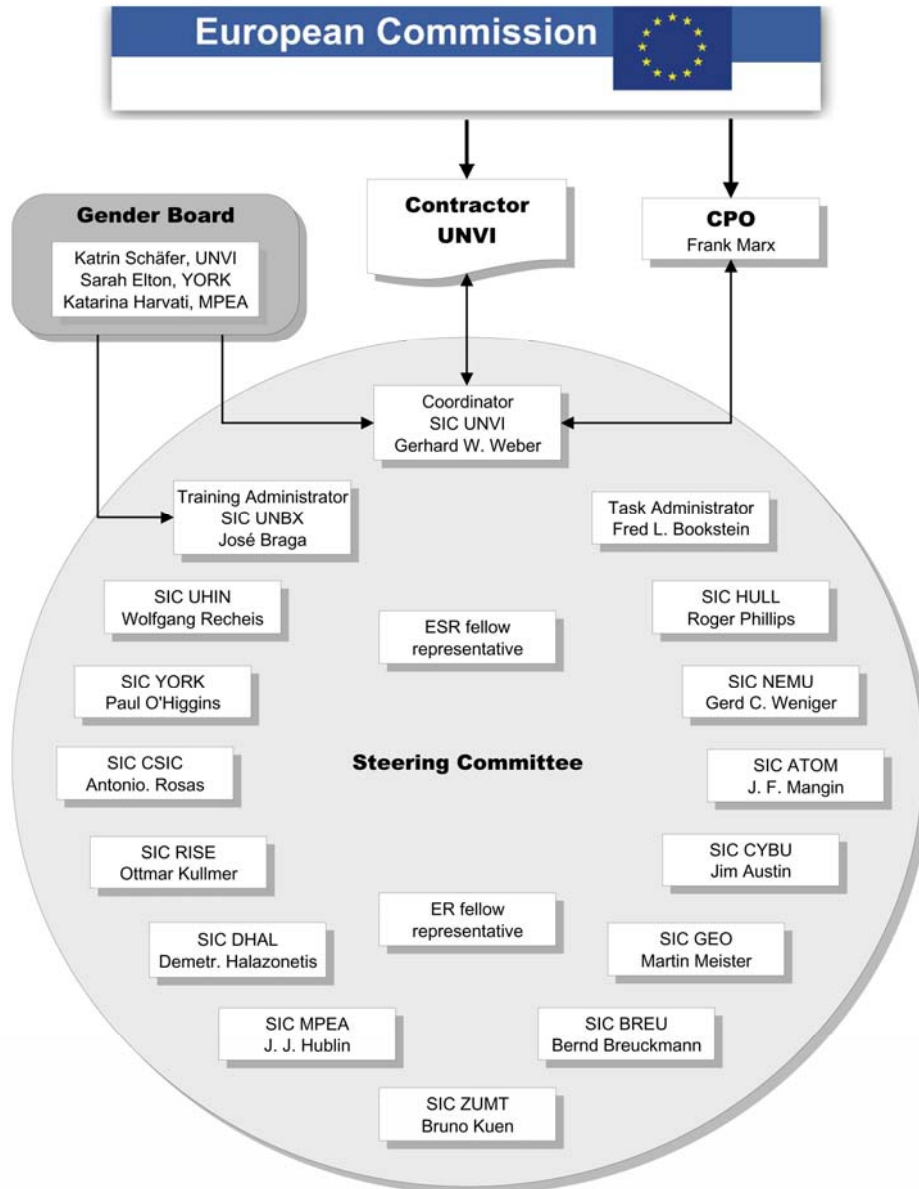 European Commission
Gender Board
Katrin Schäfer, UNVI
Sarah Elton, YORK
Katarina Harvati, MPEA
Contractor
UNVI
CPO
Frank Marx
Coordinator
SIC UNVI
Gerhard W. Weber
Training Administrator
SIC UNBX
José Braga
Task Administrator
Fred L. Bookstein
SIC UHIN
Wolfgang Recheis
ESR fellow
representative
SIC HULL
Roger Phillips
SIC YORK
Paul O'Higgins
SIC NEMU
Gerd C. Weniger
SIC CSIC
Antonio. Rosas
Steering Committee
SIC ATOM
J. F. Mangin
SIC RISE
Ottmar Kullmer
SIC CYBU
Jim Austin
ER fellow
representative
SIC DHAL
Demetr. Halazonetis
SIC GEO
Martin Meister
SIC MPEA
J. J. Hublin
SIC BREU
Bernd Breuckmann
SIC ZUMT
Bruno Kuen